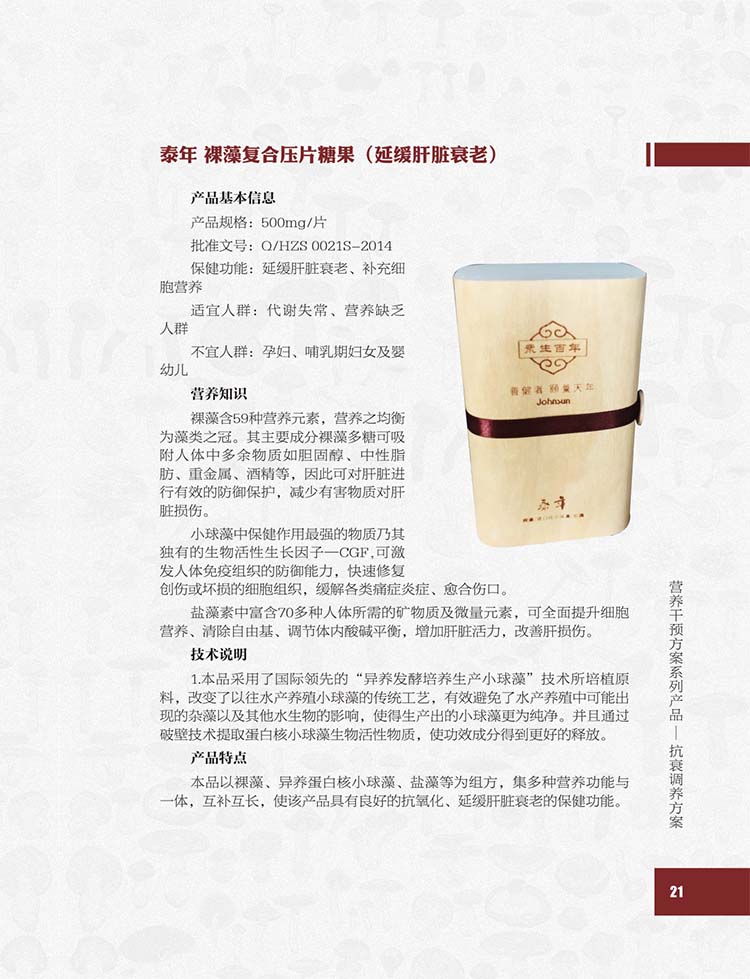 泰年 裸藻复合压片糖果（延缓肝脏衰老）
产品基本信息
产品规格：500mg/片
批准文号：Q/HZS 0021S-2014
保健功能：延缓肝脏衰老、补充细
胞营养
适宜人群：代谢失常、营养缺乏
人群
不宜人群：孕妇、哺乳期妇女及婴
幼儿
营养知识
裸藻含59种营养元素，营养之均衡
为藻类之冠。其主要成分裸藻多糖可吸
附人体中多余物质如胆固醇、中性脂
肪、重金属、酒精等，因此可对肝脏进
行有效的防御保护，减少有害物质对肝
脏损伤。
小球藻中保健作用最强的物质乃其
独有的生物活性生长因子—CGF,可激
发人体免疫组织的防御能力，快速修复
创伤或坏损的细胞组织，缓解各类痛症炎症、愈合伤口。
盐藻素中富含70多种人体所需的矿物质及微量元素，可全面提升细胞
营养、清除自由基、调节体内酸碱平衡，增加肝脏活力，改善肝损伤。
技术说明
1.本品采用了国际领先的“异养发酵培养生产小球藻”技术所培植原
料，改变了以往水产养殖小球藻的传统工艺，有效避免了水产养殖中可能出
现的杂藻以及其他水生物的影响，使得生产出的小球藻更为纯净。并且通过
破壁技术提取蛋白核小球藻生物活性物质，使功效成分得到更好的释放。
产品特点
本品以裸藻、异养蛋白核小球藻、盐藻等为组方，集多种营养功能与
一体，互补互长，使该产品具有良好的抗氧化、延缓肝脏衰老的保健功能。
养生百年
颐养天年
Johnsun
泰年
营养干预方案系列产品—抗衰调养方案
21